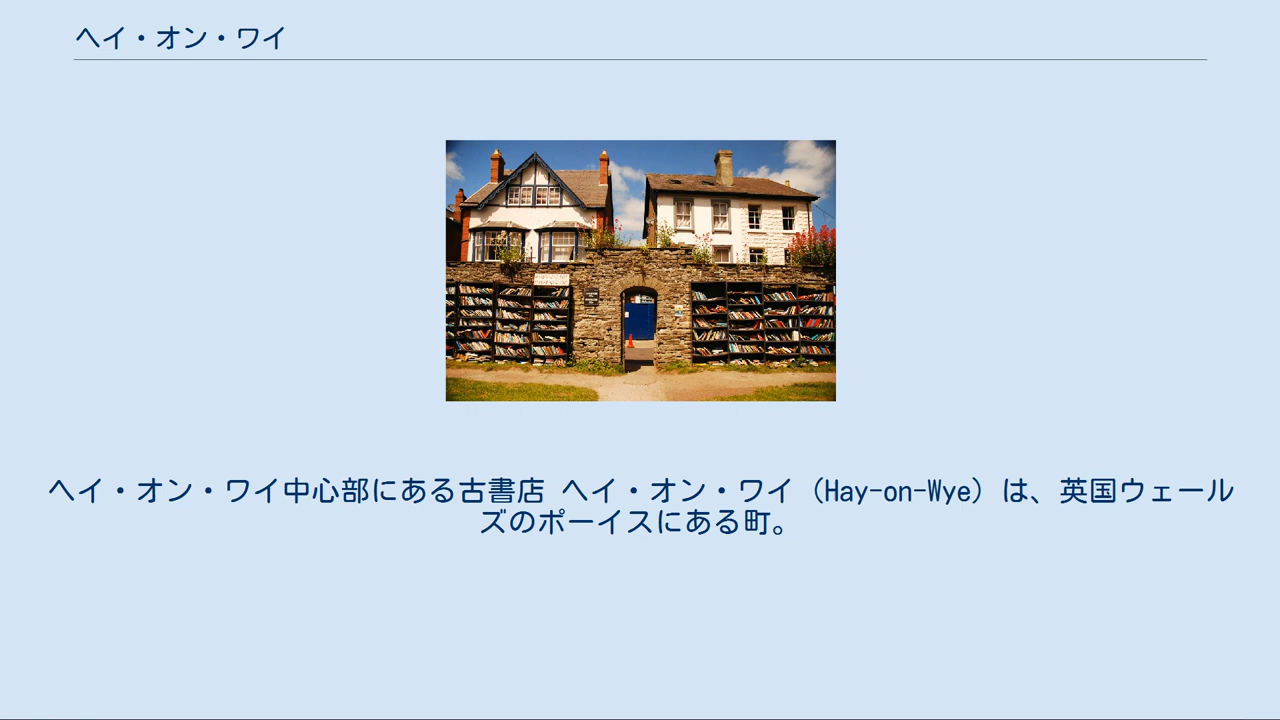 ヘイ・オン・ワイ
ヘイ・オン・ワイ中心部にある古書店 ヘイ・オン・ワイ（Hay-on-Wye）は、英国ウェール
ズのポーイスにある町。